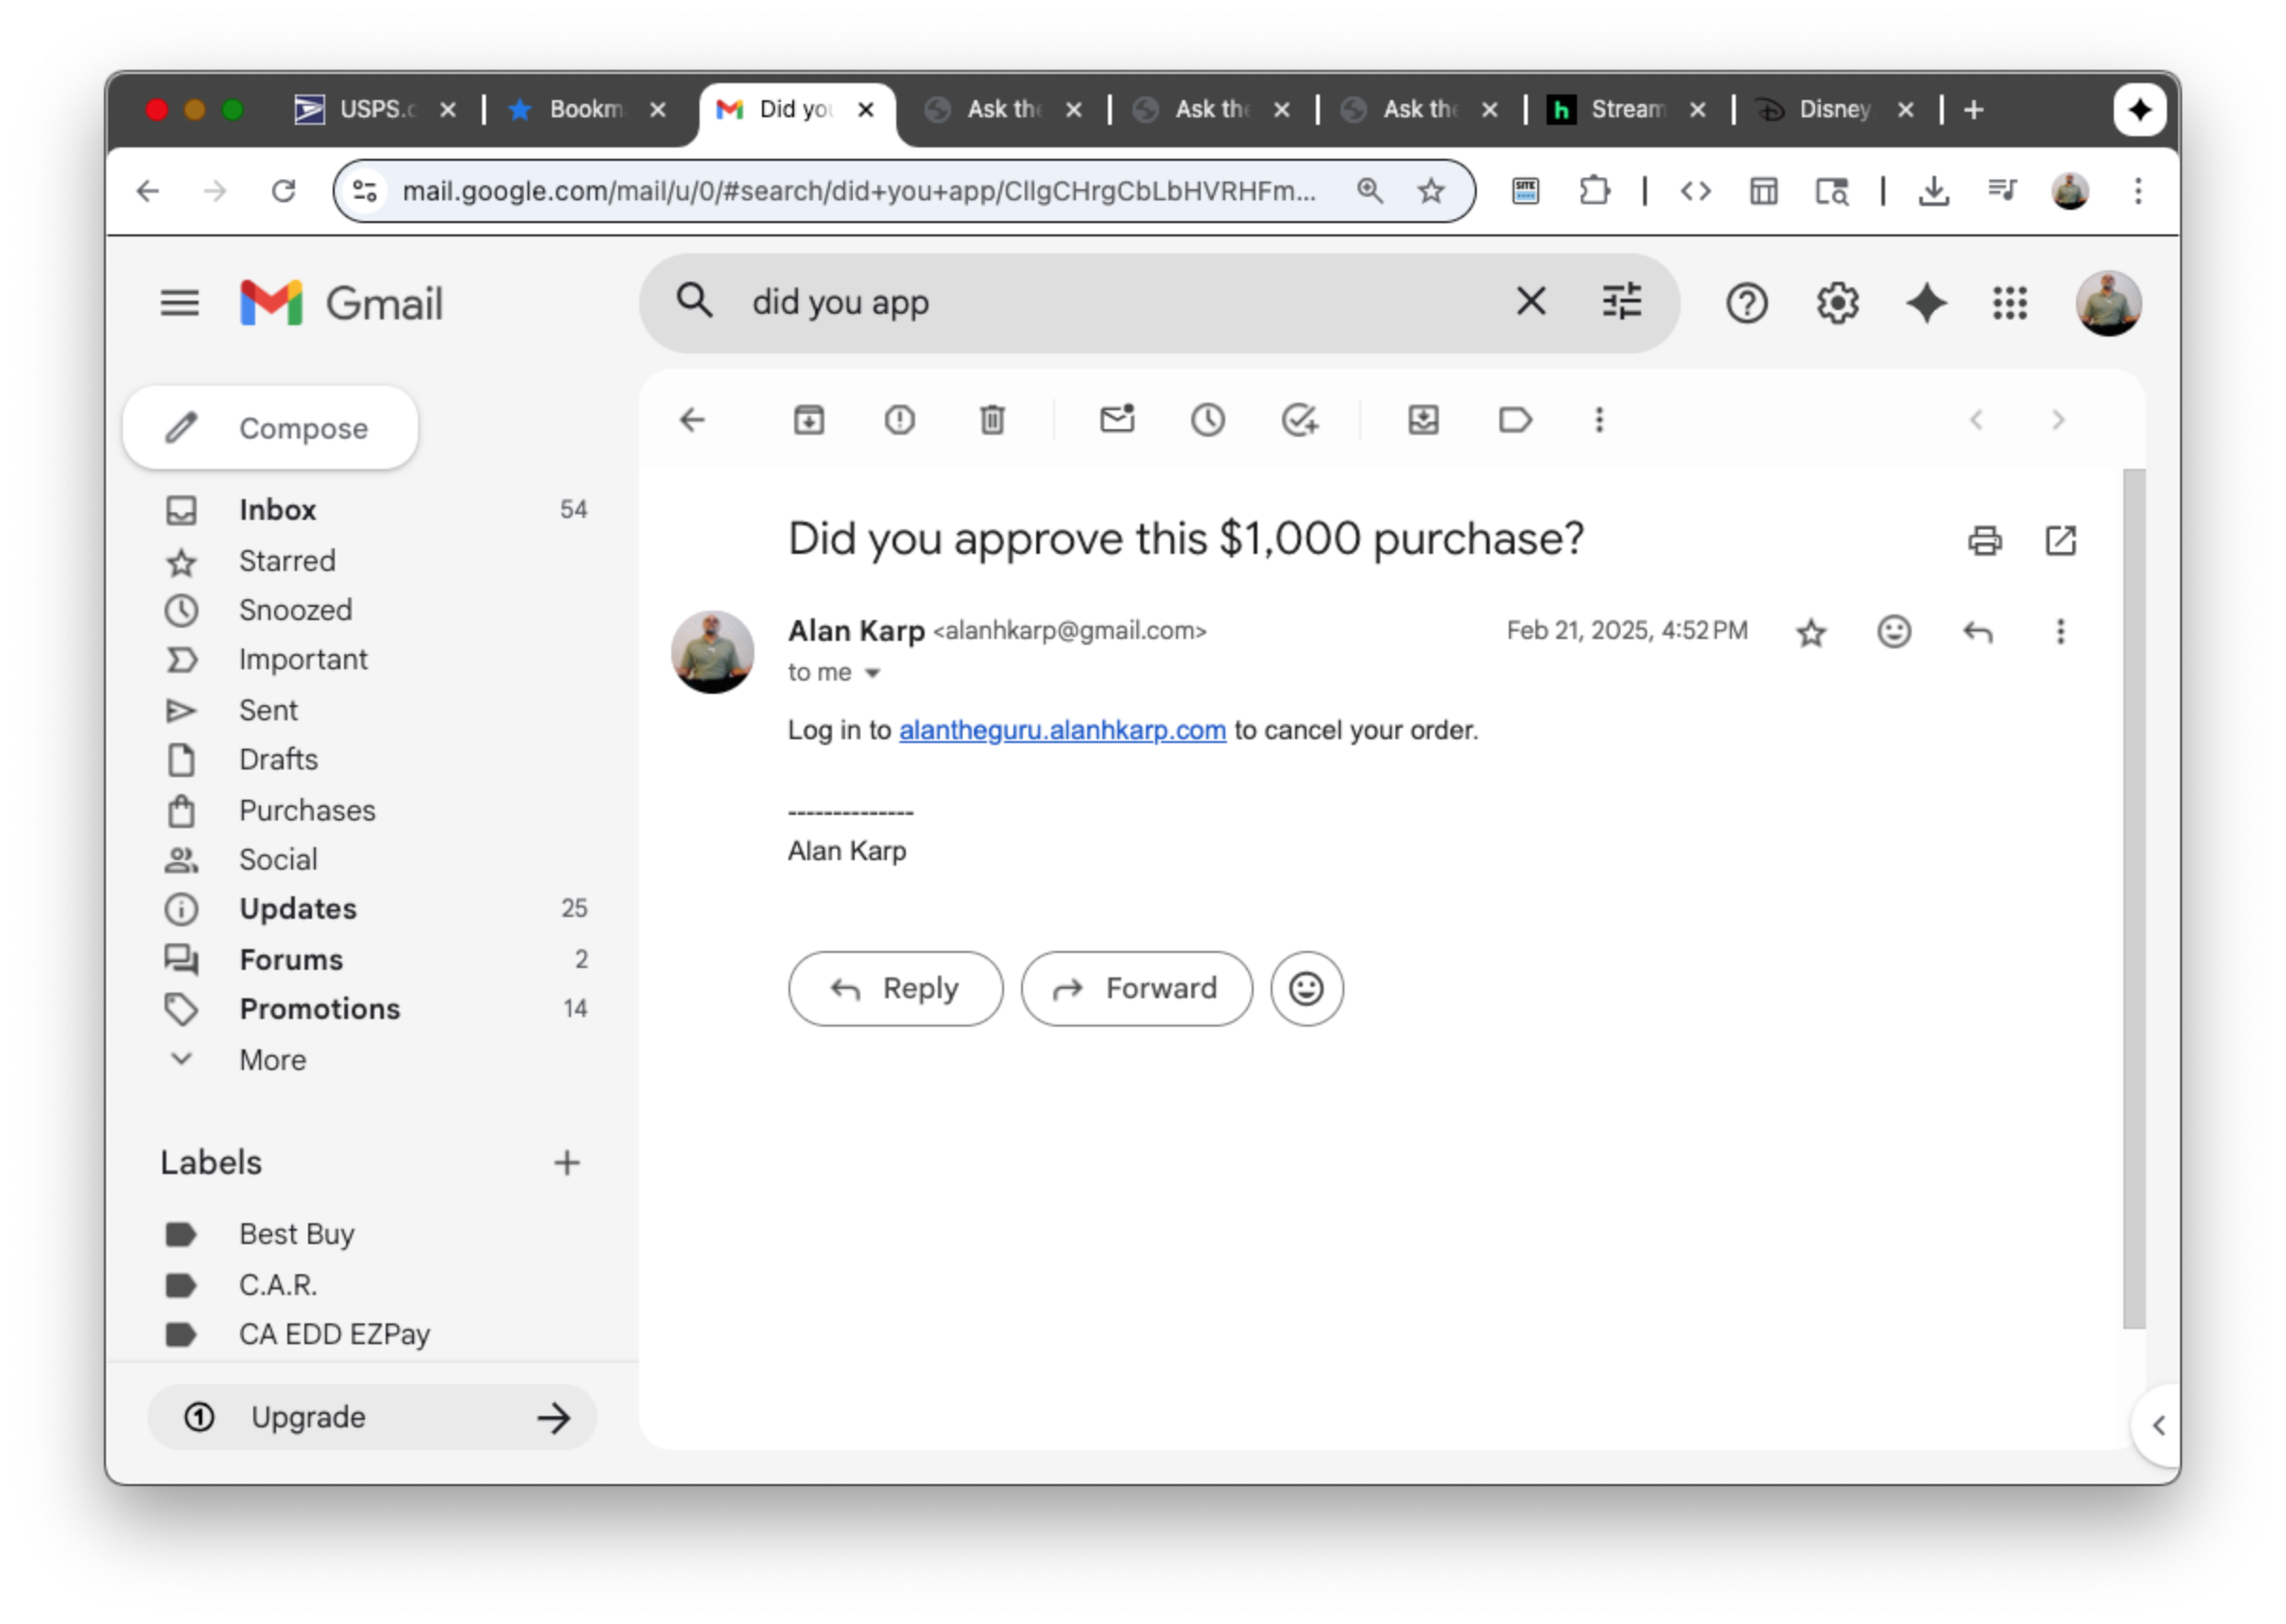 USPS.c
Bookm
Did you
Ask the
Ask the
Ask the
Stream
Disney
mail.google.com/mail/u/0/#search/did+you+app/CllgCHrgCbLbHVRHFm...
Gmail
did you app
Compose
Inbox 54
Starred
Snoozed
Important
Sent
Drafts
Purchases
Social
Updates 25
Forums 2
Promotions 14
More
Labels
Best Buy
C.A.R.
CA EDD EZPay
Upgrade
Did you approve this $1,000 purchase?
Alan Karp <alanhkarp@gmail.com> Feb 21, 2025, 4:52 PM
to me
Log in to alantheguru.alanhkarp.com to cancel your order.
--------------
Alan Karp
Reply Forward